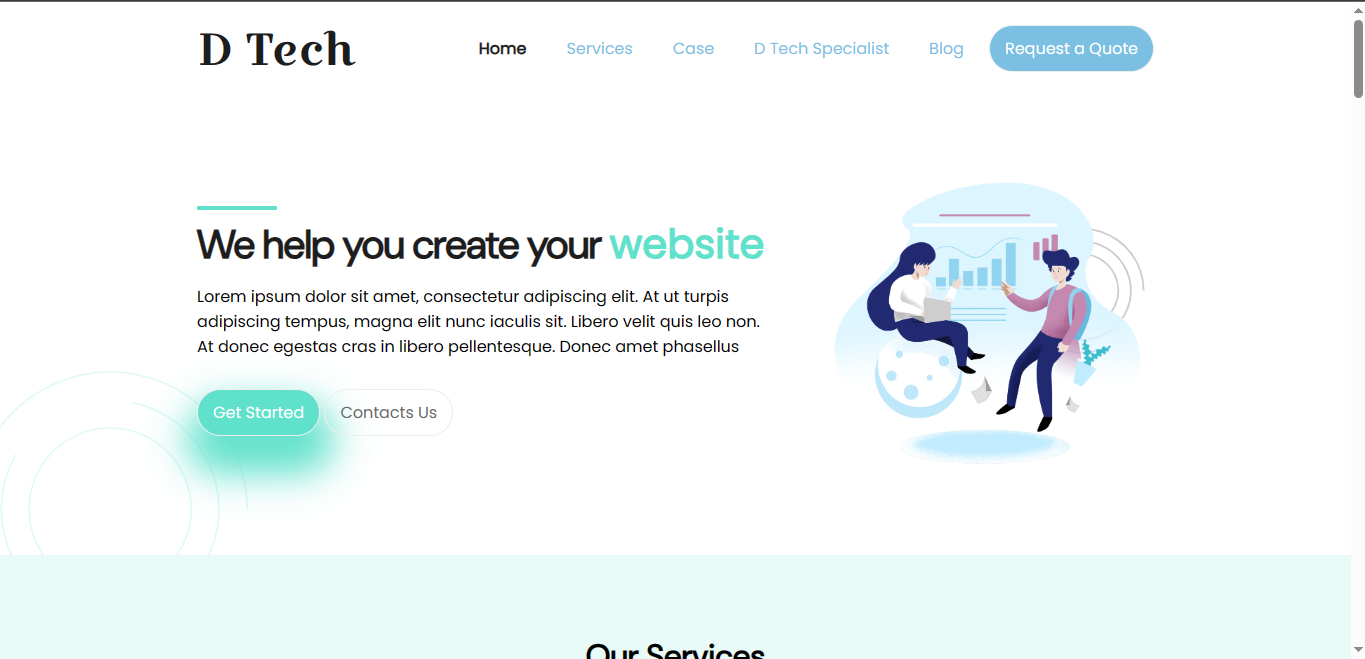 D Tech
Home
Services
Case
D Tech Specialist
Blog
Request a Quote
We help you create your website
Lorem ipsum dolor sit amet, consectetur adipiscing elit. At ut turpis
adipiscing tempus, magna elit nunc iaculis sit. Libero velit quis leo non.
At donec egestas cras in libero pellentesque. Donec amet phasellus
Get Started
Contacts Us
Our Services